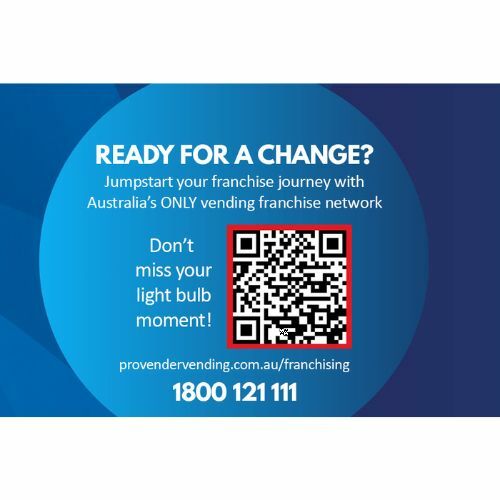 READY FOR A CHANGE?
Jumpstart your franchise journey with
Australia's ONLY vending franchise network
Don't
miss your
light bulb
moment!
provendervending.com.au/franchising
1800 121 111